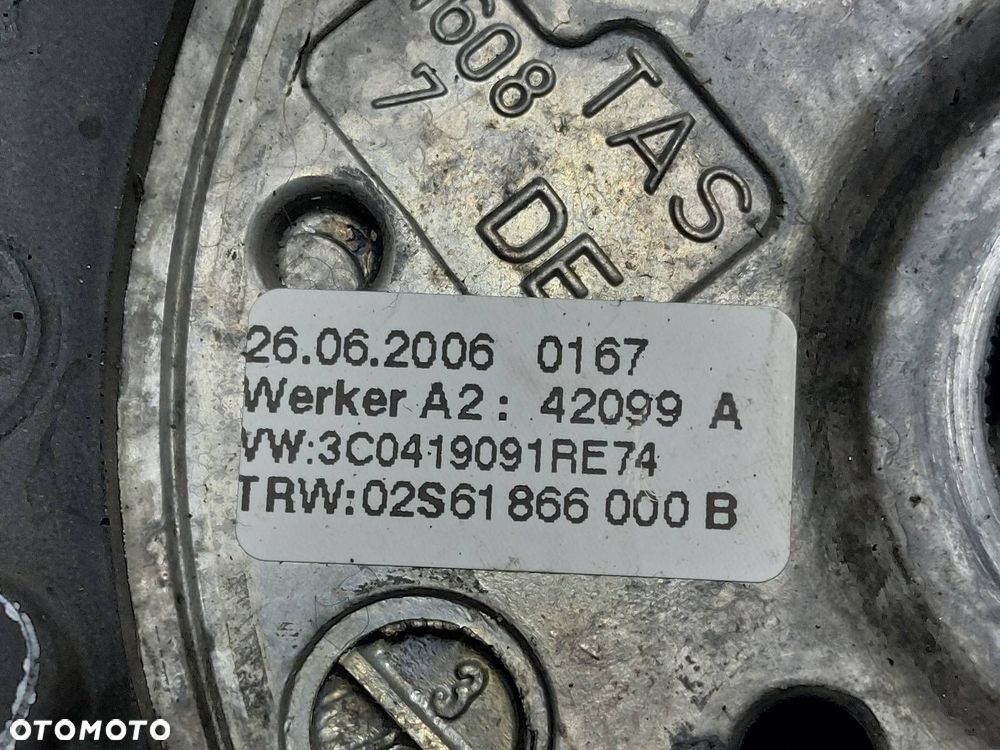 608
7
TAS
DE
26.06.2006 0167
Werker A2: 42099 A
VW:3C0419091RE74
TRW:02S61866 000 B
OTOMOTO